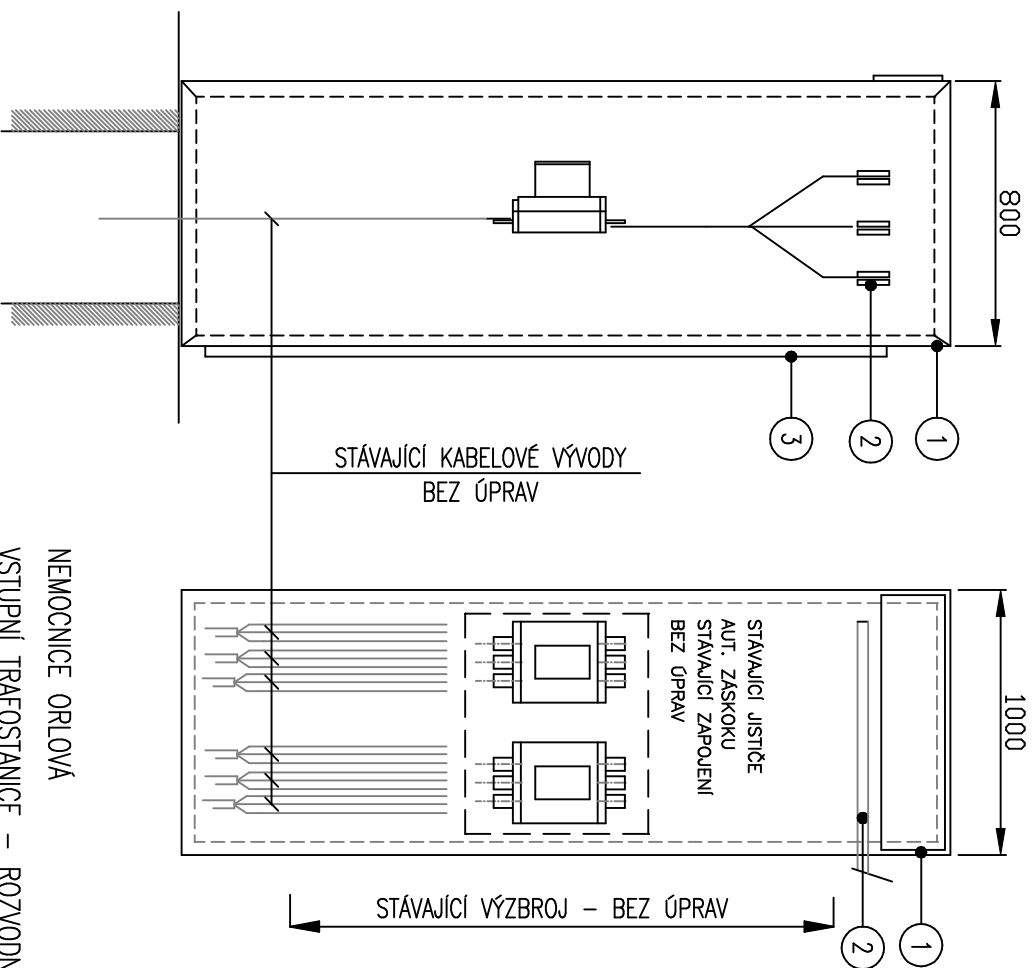 800
1
2
3
STÁVAJÍCÍ KABELOVÉ VÝVODY
BEZ ÚPRAV
1000
STÁVAJÍCÍ JISTIČE
AUT. ZÁSKOKU
STÁVAJÍCÍ ZAPOJENÍ
BEZ ÚPRAV
1
2
STÁVAJÍCÍ VÝZBROJ – BEZ ÚPRAV
NEMOCNICE ORLOVÁ
VSTUPNÍ TRAFOSTANICE –